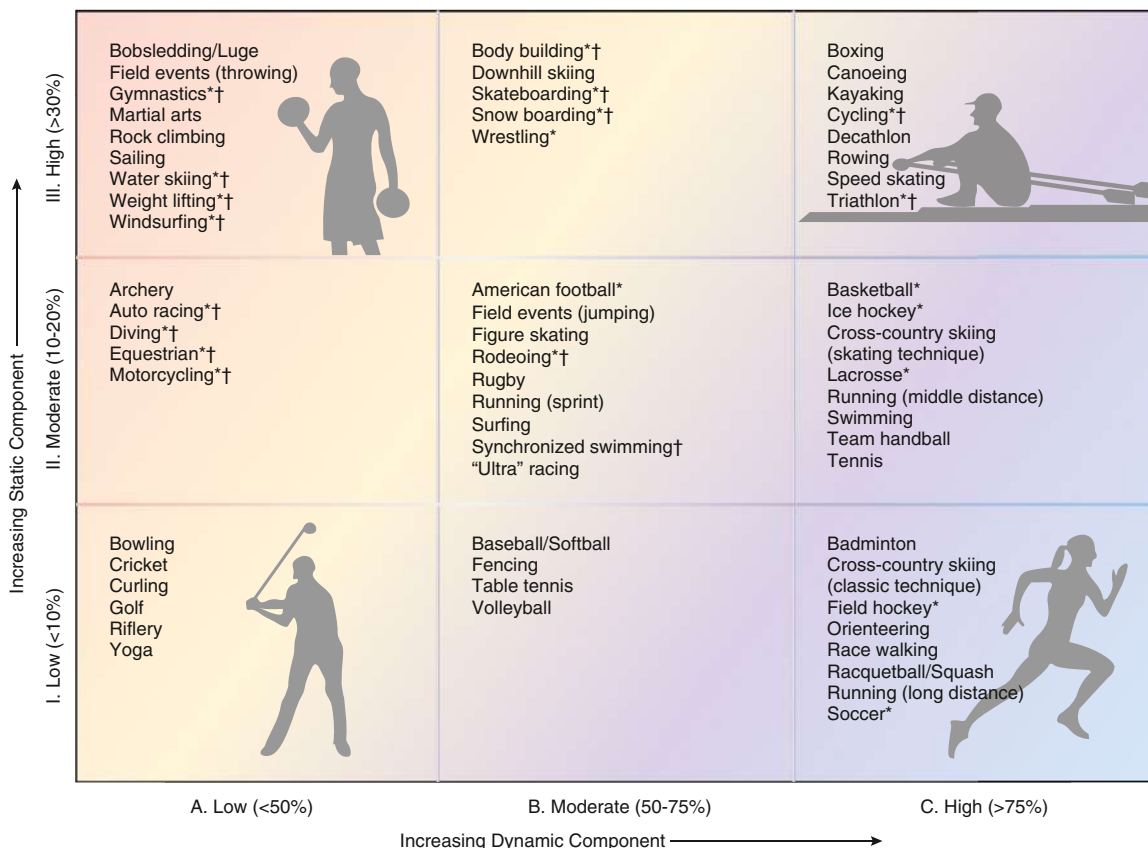 III. High (>30%)
Bobsledding/Luge
Field events (throwing)
Gymnastics*†
Martial arts
Rock climbing
Sailing
Water skiing*†
Weight lifting*†
Windsurfing*†
Body building*†
Downhill skiing
Skateboarding*†
Snow boarding*†
Wrestling*
Boxing
Canoeing
Kayaking
Cycling*†
Decathlon
Rowing
Speed skating
Triathlon*†
Increasing Static Component
II. Moderate (10-20%)
Archery
Auto racing*†
Diving*†
Equestrian*†
Motorcycling*†
American football*
Field events (jumping)
Figure skating
Rodeoing*†
Rugby
Running (sprint)
Surfing
Synchronized swimming†
“Ultra” racing
Basketball*
Ice hockey*
Cross-country skiing
(skating technique)
Lacrosse*
Running (middle distance)
Swimming
Team handball
Tennis
I. Low (<10%)
Bowling
Cricket
Curling
Golf
Riflery
Yoga
Baseball/Softball
Fencing
Table tennis
Volleyball
Badminton
Cross-country skiing
(classic technique)
Field hockey*
Orienteering
Race walking
Racquetball/Squash
Running (long distance)
Soccer*
A. Low (<50%)
B. Moderate (50-75%)
C. High (>75%)
Increasing Dynamic Component